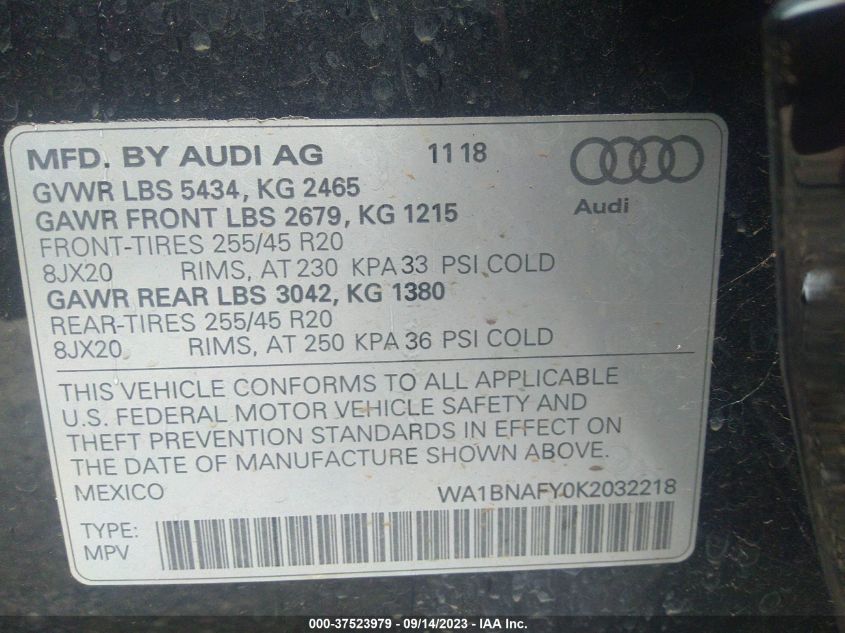 MFD. BY AUDI AG 11 18
GVWR LBS 5434, KG 2465
GAWR FRONT LBS 2679, KG 1215
Audi
FRONT-TIRES 255/45 R20
8JX20 RIMS, AT 230 KPA 33 PSI COLD
GAWR REAR LBS 3042, KG 1380
REAR-TIRES 255/45 R20
8JX20 RIMS, AT 250 KPA 36 PSI COLD
THIS VEHICLE CONFORMS TO ALL APPLICABLE
U.S. FEDERAL MOTOR VEHICLE SAFETY AND
THEFT PREVENTION STANDARDS IN EFFECT ON
THE DATE OF MANUFACTURE SHOWN ABOVE.
MEXICO WA1BNAFY0K2032218
TYPE:
MPV
000-37523979 - 09/14/2023 - IAA Inc.